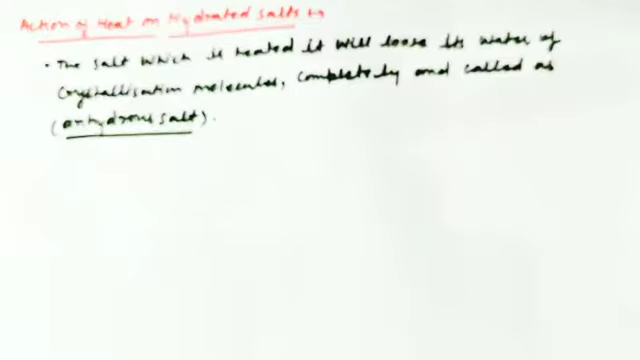 Action of Heat on Hydrated Salts
• The salt which is heated it will loose its water of
Crystallisation molecules, completely and called as
(anhydrous salt).